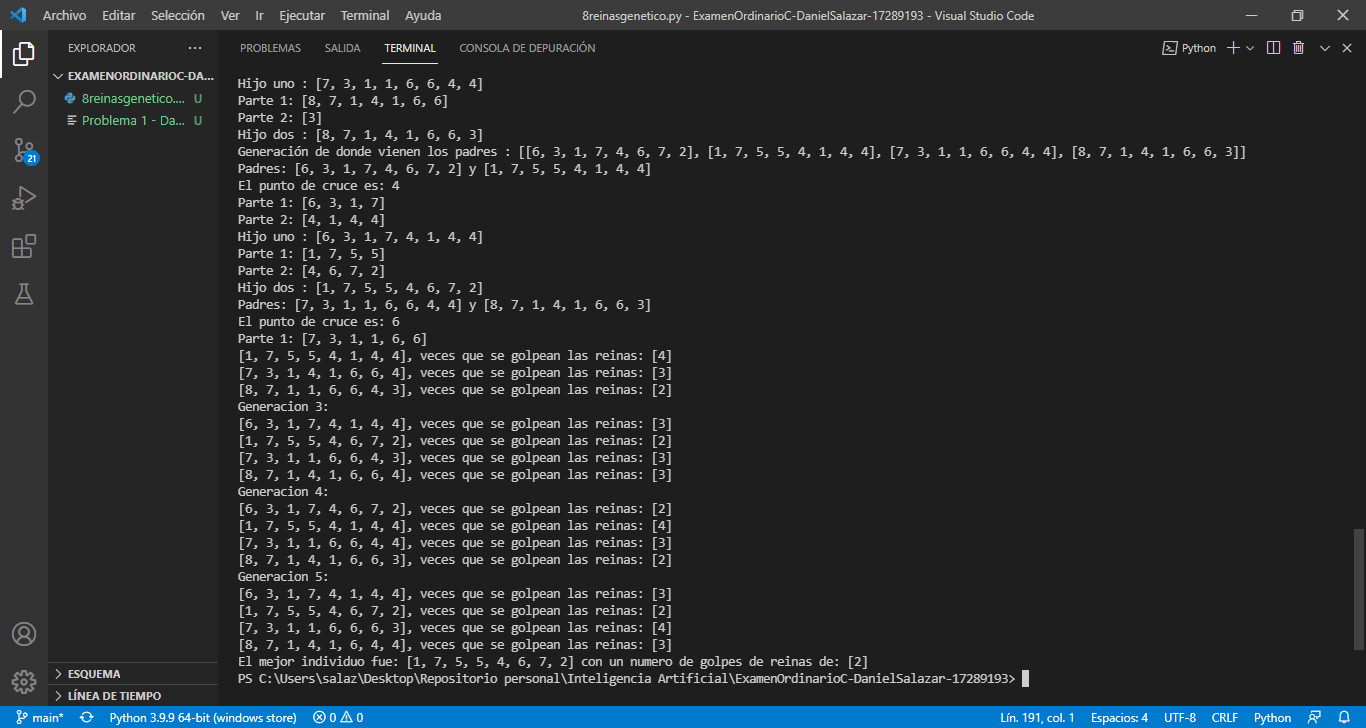 Archivo Editar Selección Ver Ir Ejecutar Terminal Ayuda
8reinasgenetico.py - ExamenOrdinarioC-DanielSalazar-17289193 - Visual Studio Code
EXPLORADOR ...
EXAMENORDINARIOC-DA...
8reinasgenetico.... U
Problema 1 - Da... U
21
ESQUEMA
LÍNEA DE TIEMPO
PROBLEMAS SALIDA TERMINAL CONSOLA DE DEPURACIÓN
Python
Hijo uno : [7, 3, 1, 1, 6, 6, 4, 4]
Parte 1: [8, 7, 1, 4, 1, 6, 6]
Parte 2: [3]
Hijo dos : [8, 7, 1, 4, 1, 6, 6, 3]
Generación de donde vienen los padres : [[6, 3, 1, 7, 4, 6, 7, 2], [1, 7, 5, 5, 4, 1, 4, 4], [7, 3, 1, 1, 6, 6, 4, 4], [8, 7, 1, 4, 1, 6, 6, 3]]
Padres: [6, 3, 1, 7, 4, 6, 7, 2] y [1, 7, 5, 5, 4, 1, 4, 4]
El punto de cruce es: 4
Parte 1: [6, 3, 1, 7]
Parte 2: [4, 1, 4, 4]
Hijo uno : [6, 3, 1, 7, 4, 1, 4, 4]
Parte 1: [1, 7, 5, 5]
Parte 2: [4, 6, 7, 2]
Hijo dos : [1, 7, 5, 5, 4, 6, 7, 2]
Padres: [7, 3, 1, 1, 6, 6, 4, 4] y [8, 7, 1, 4, 1, 6, 6, 3]
El punto de cruce es: 6
Parte 1: [7, 3, 1, 1, 6, 6]
[1, 7, 5, 5, 4, 1, 4, 4], veces que se golpean las reinas: [4]
[7, 3, 1, 4, 1, 6, 6, 4], veces que se golpean las reinas: [3]
[8, 7, 1, 1, 6, 6, 4, 3], veces que se golpean las reinas: [2]
Generacion 3:
[6, 3, 1, 7, 4, 1, 4, 4], veces que se golpean las reinas: [3]
[1, 7, 5, 5, 4, 6, 7, 2], veces que se golpean las reinas: [2]
[7, 3, 1, 1, 6, 6, 4, 3], veces que se golpean las reinas: [3]
[8, 7, 1, 4, 1, 6, 6, 4], veces que se golpean las reinas: [3]
Generacion 4:
[6, 3, 1, 7, 4, 6, 7, 2], veces que se golpean las reinas: [2]
[1, 7, 5, 5, 4, 1, 4, 4], veces que se golpean las reinas: [4]
[7, 3, 1, 1, 6, 6, 4, 4], veces que se golpean las reinas: [3]
[8, 7, 1, 4, 1, 6, 6, 3], veces que se golpean las reinas: [2]
Generacion 5:
[6, 3, 1, 7, 4, 1, 4, 4], veces que se golpean las reinas: [3]
[1, 7, 5, 5, 4, 6, 7, 2], veces que se golpean las reinas: [2]
[7, 3, 1, 1, 6, 6, 6, 3], veces que se golpean las reinas: [4]
[8, 7, 1, 4, 1, 6, 4, 4], veces que se golpean las reinas: [3]
El mejor individuo fue: [1, 7, 5, 5, 4, 6, 7, 2] con un numero de golpes de reinas de: [2]
PS C:\Users\salaz\Desktop\Repositorio personal\Inteligencia Artificial\ExamenOrdinarioC-DanielSalazar-17289193>
main* Python 3.9.9 64-bit (windows store) 0 0 Lín. 191, col. 1 Espacios: 4 UTF-8 CRLF Python